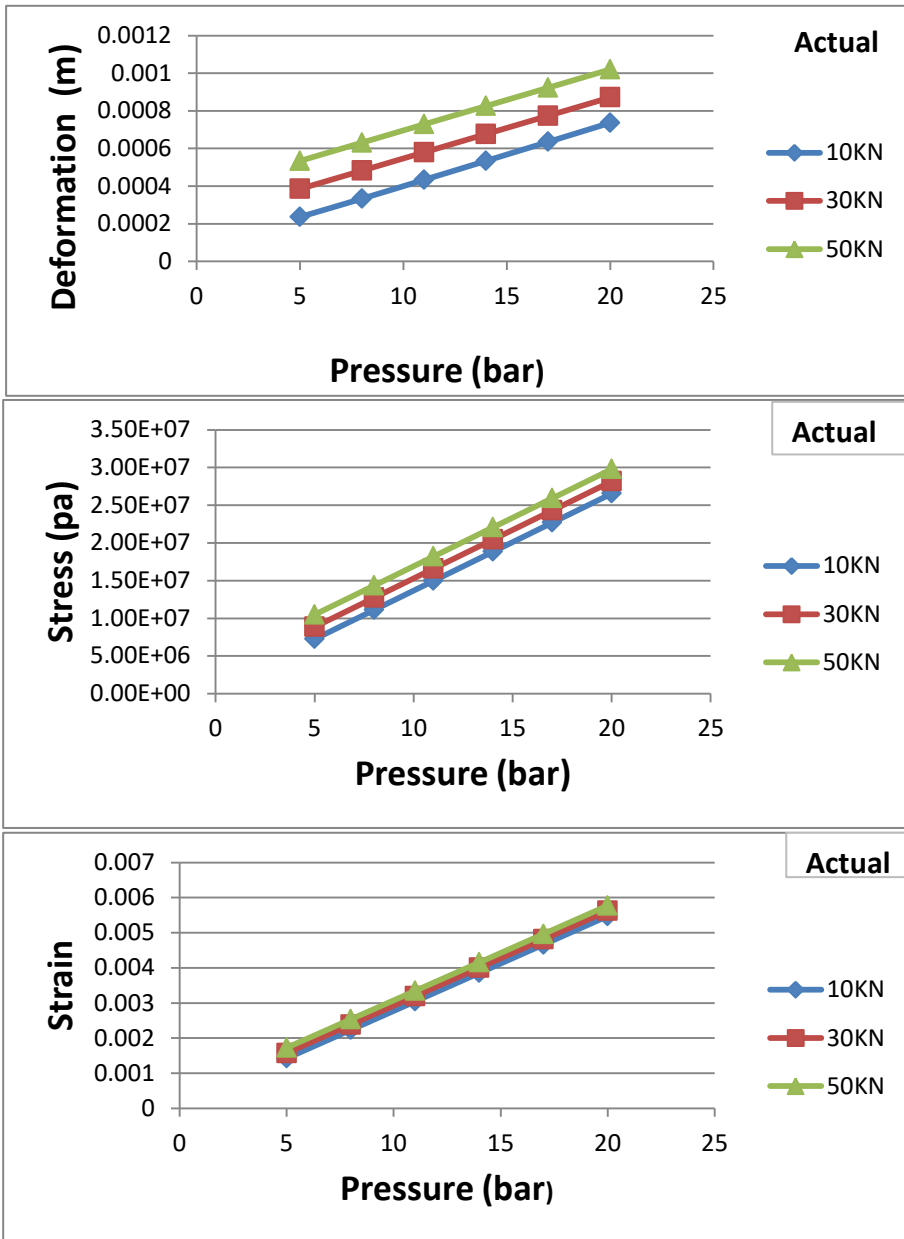 Actual
Deformation (m)
0.0012
0.001
0.0008
0.0006
0.0004
0.0002
0
0 5 10 15 20 25
Pressure (bar)
10KN
30KN
50KN
Actual
Stress (pa)
3.50E+07
3.00E+07
2.50E+07
2.00E+07
1.50E+07
1.00E+07
5.00E+06
0.00E+00
0 5 10 15 20 25
Pressure (bar)
10KN
30KN
50KN
Actual
Strain
0.007
0.006
0.005
0.004
0.003
0.002
0.001
0
0 5 10 15 20 25
Pressure (bar)
10KN
30KN
50KN